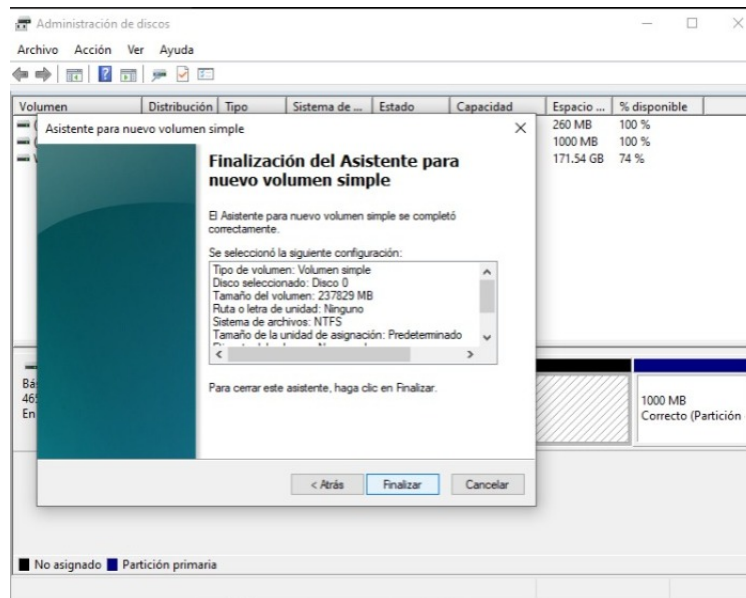 Administración de discos
Archivo Acción Ver Ayuda
Volumen Distribución Tipo Sistema de ... Estado Capacidad Espacio ... % disponible
260 MB 100 %
1000 MB 100 %
171.54 GB 74 %
Asistente para nuevo volumen simple
Finalización del Asistente para
nuevo volumen simple
El Asistente para nuevo volumen simple se completó
correctamente.
Se seleccionó la siguiente configuración:
Tipo de volumen: Volumen simple
Disco seleccionado: Disco 0
Tamaño del volumen: 237829 MB
Ruta o letra de unidad: Ninguno
Sistema de archivos: NTFS
Tamaño de la unidad de asignación: Predeterminado
Para cerrar este asistente, haga clic en Finalizar.
< Atrás Finalizar Cancelar
Bá
465
En
1000 MB
Correcto (Partición
No asignado Partición primaria